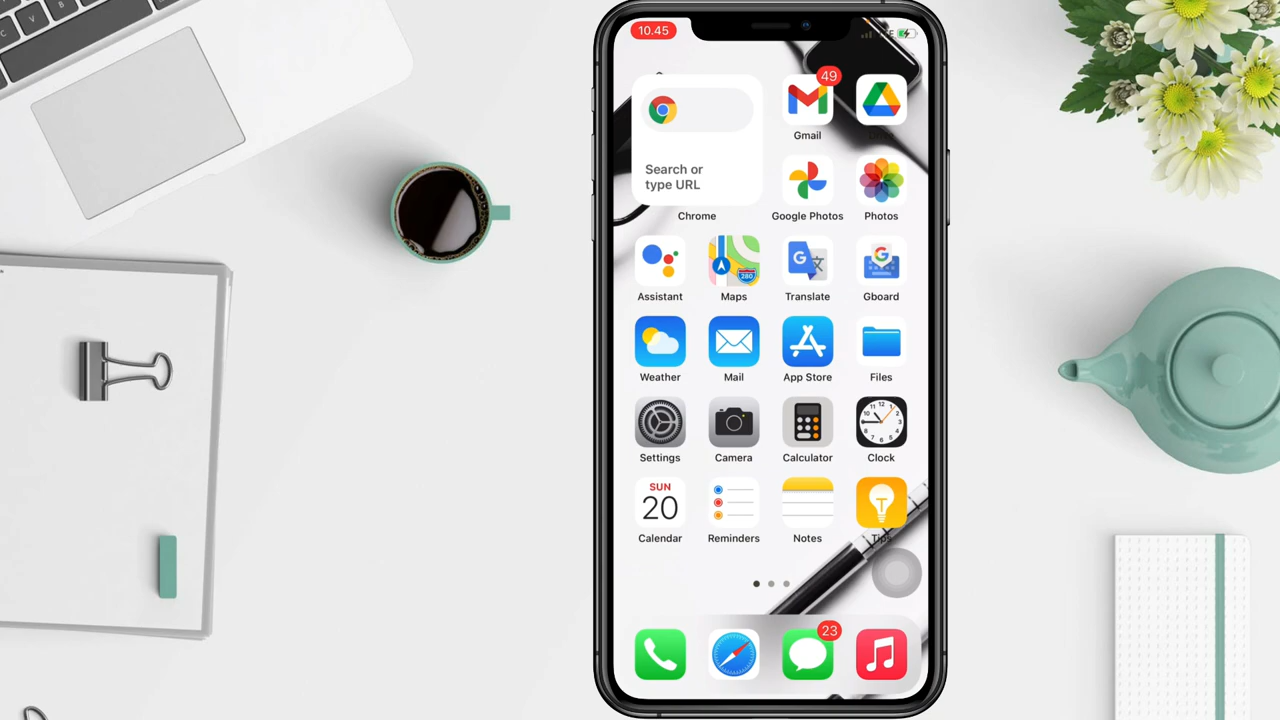 10.45
49
Gmail
Search or
type URL
Chrome
Google Photos
Photos
Assistant
Maps
Translate
Gboard
Weather
Mail
App Store
Files
Settings
Camera
Calculator
Clock
SUN
20
Calendar
Reminders
Notes
Tips
23